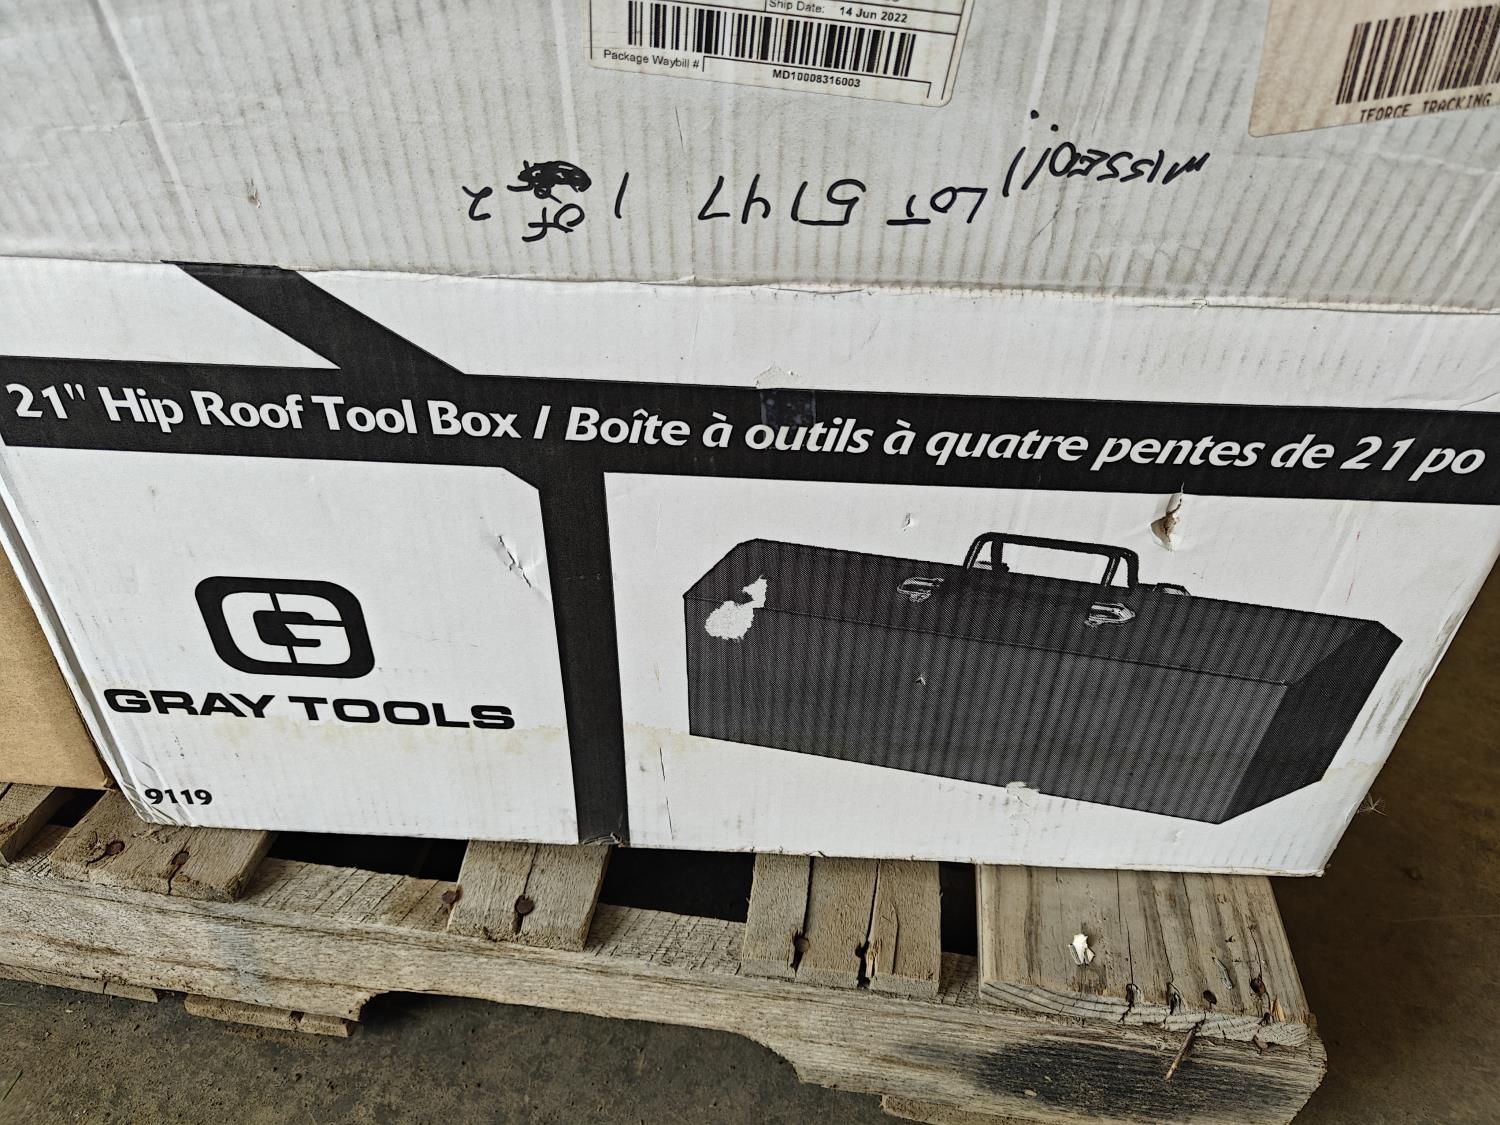 Ship Date: 14 Jun 2022
Package Waybill #
MD10008316003
TFORCE TRACKING
MISSED!!
LOT 5147 1 OF 2
21" Hip Roof Tool Box / Boîte à outils à quatre pentes de 21 po
G
GRAY TOOLS
9119